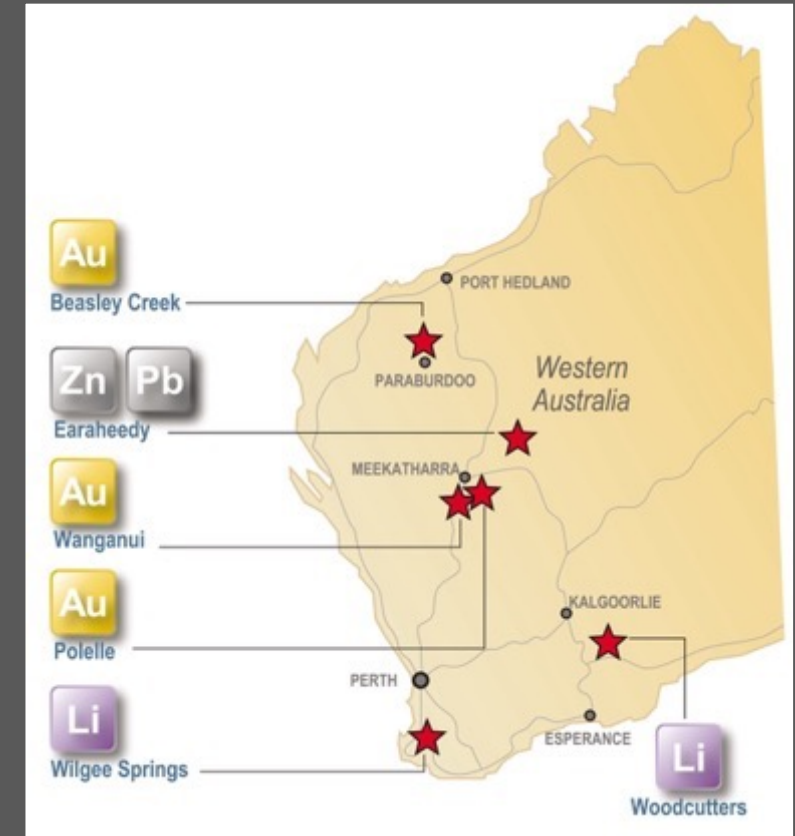 Au
Beasley Creek
PORT HEDLAND
PARABURDOO
Western
Australia
Zn Pb
Earaheedy
MEEKATHARRA
Au
Wanganui
Au
Polelle
KALGOORLIE
PERTH
Li
Wilgee Springs
ESPERANCE
Li
Woodcutters